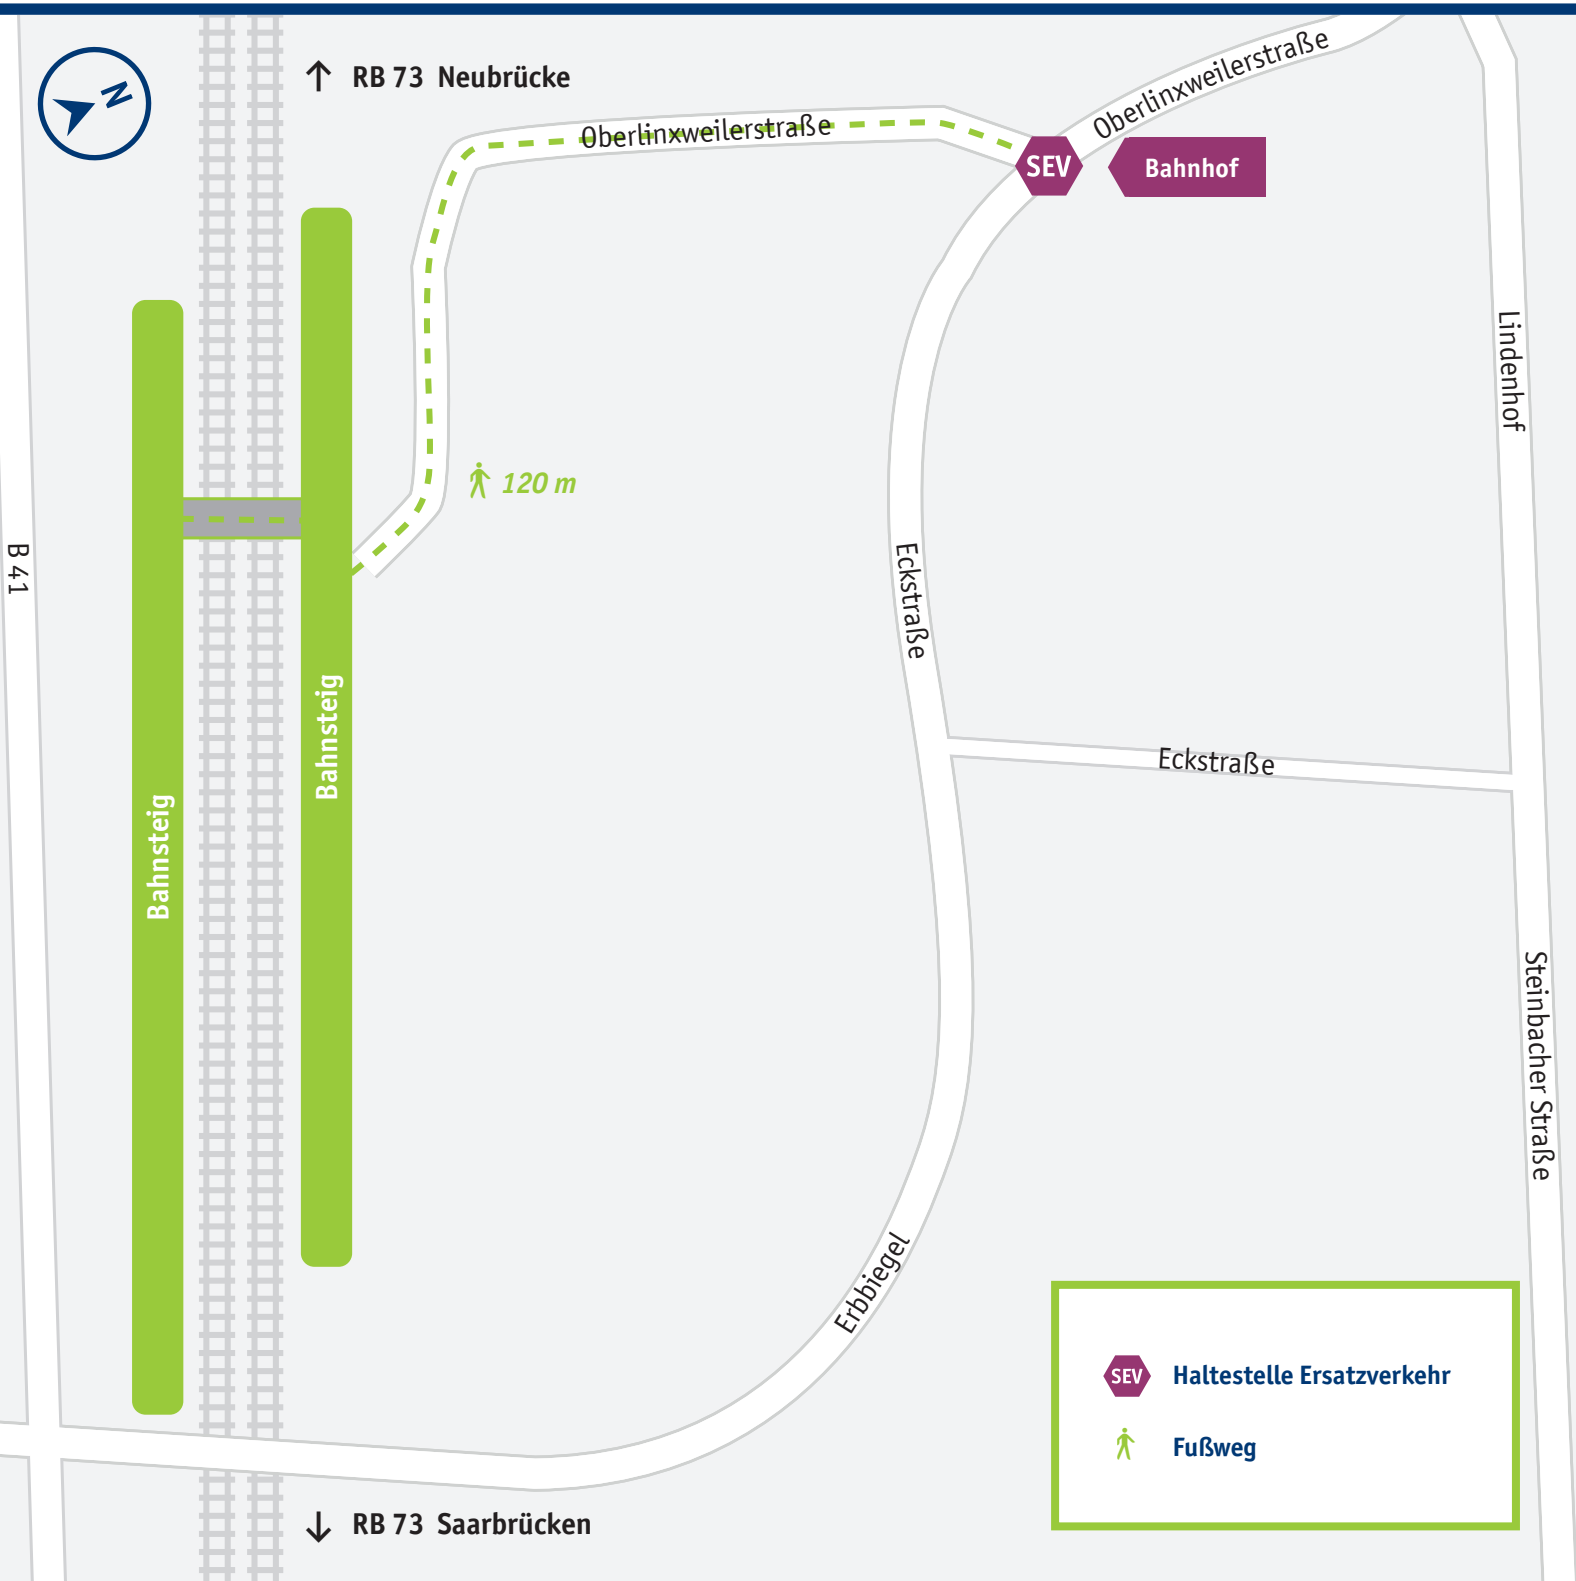 N
RB 73 Neubrücke
Oberlinxweilerstraße
Oberlinxweilerstraße
SEV
Bahnhof
Lindenhof
120 m
B 41
Eckstraße
Bahnsteig
Eckstraße
Bahnsteig
Steinbacher Straße
Erbbiegel
SEV Haltestelle Ersatzverkehr
Fußweg
RB 73 Saarbrücken